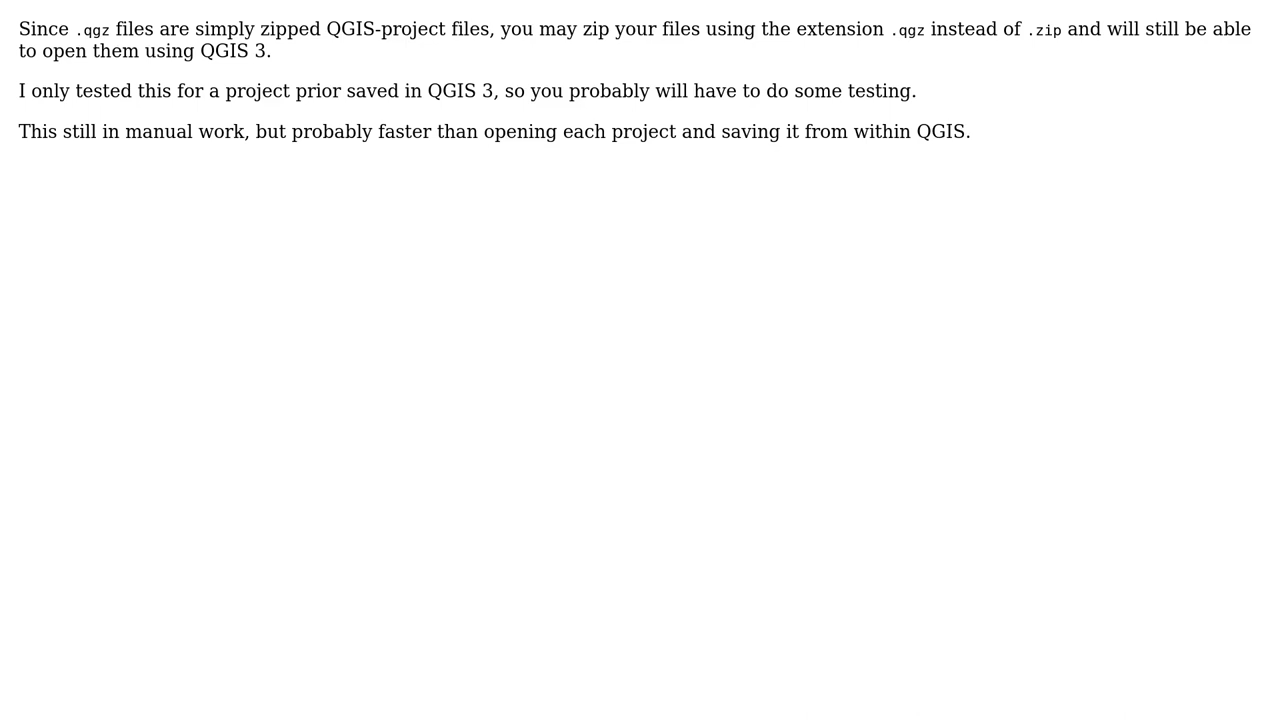 Since .qgz files are simply zipped QGIS-project files, you may zip your files using the extension .qgz instead of .zip and will still be able
to open them using QGIS 3.
I only tested this for a project prior saved in QGIS 3, so you probably will have to do some testing.
This still in manual work, but probably faster than opening each project and saving it from within QGIS.